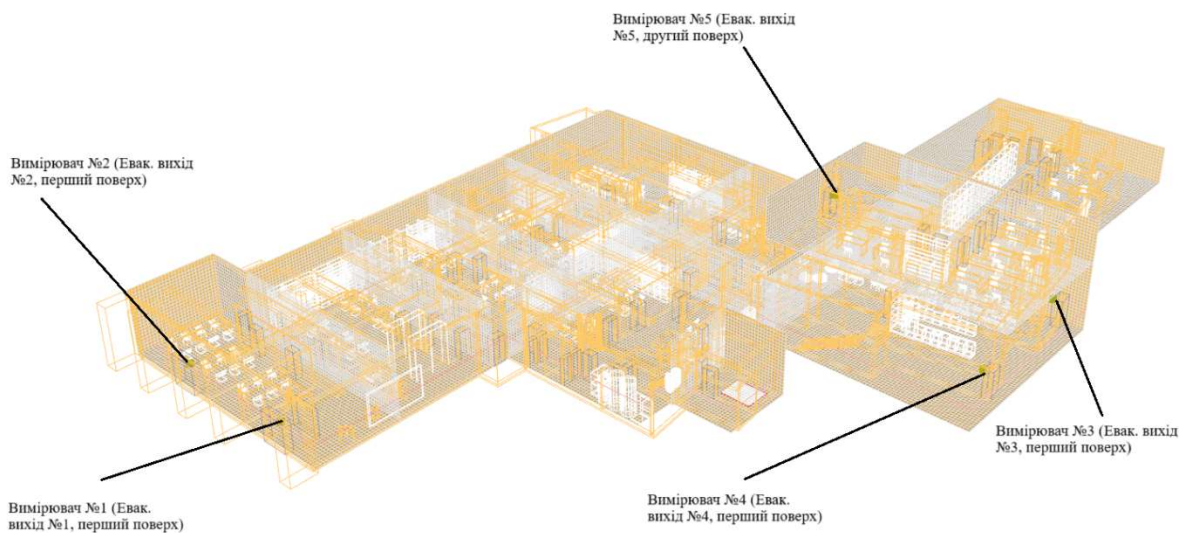 Вимірювач №5 (Евак. вихід
№5, другий поверх)
Вимірювач №2 (Евак. вихід
№2, перший поверх)
Вимірювач №3 (Евак. вихід
№3, перший поверх)
Вимірювач №4 (Евак.
вихід №4, перший поверх)
Вимірювач №1 (Евак.
вихід №1, перший поверх)